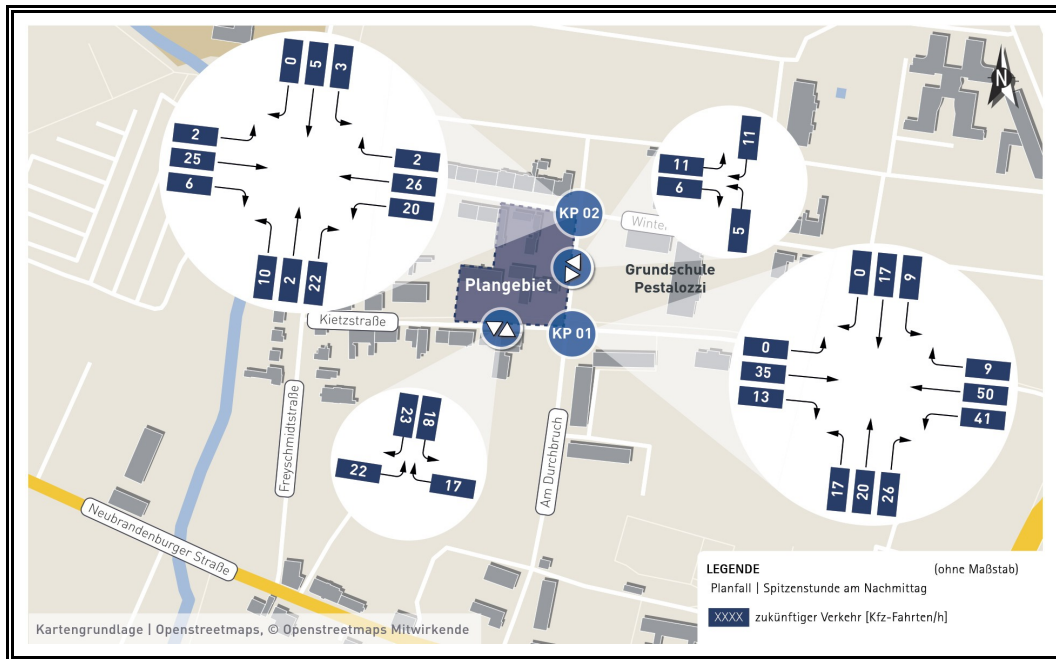 0 5 3
2
25
6
2
26
20
10 2 22
11
11
6
5
N
KP 02
Winte
Grundschule
Pestalozzi
Plangebiet
KP 01
Kietzstraße
0 17 9
0
35
13
9
50
41
17 20 26
23 18
22
17
Freyschmidtstraße
Am Durchbruch
Neubrandenburger Straße
LEGENDE (ohne Maßstab)
Planfall | Spitzenstunde am Nachmittag
XXXX zukünftiger Verkehr [Kfz-Fahrten/h]
Kartengrundlage | Openstreetmaps, © Openstreetmaps Mitwirkende